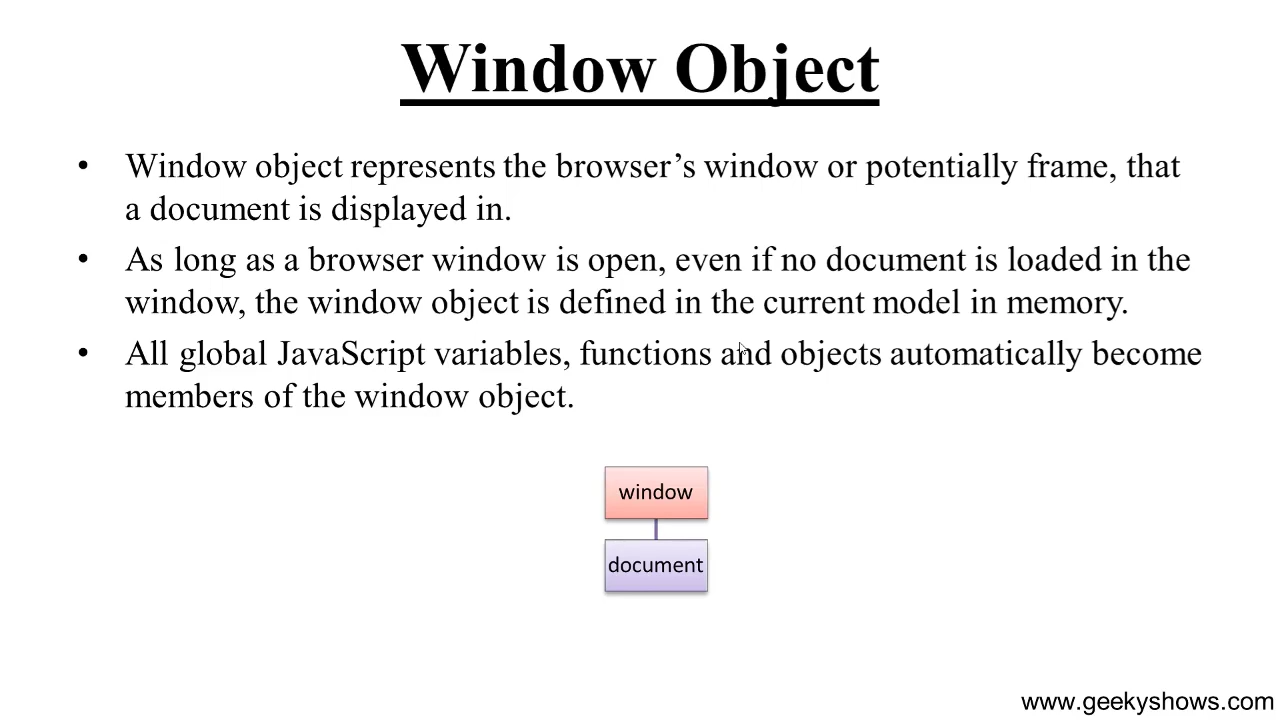 Window Object
• Window object represents the browser’s window or potentially frame, that
a document is displayed in.
• As long as a browser window is open, even if no document is loaded in the
window, the window object is defined in the current model in memory.
• All global JavaScript variables, functions and objects automatically become
members of the window object.
window
document
www.geekyshows.com